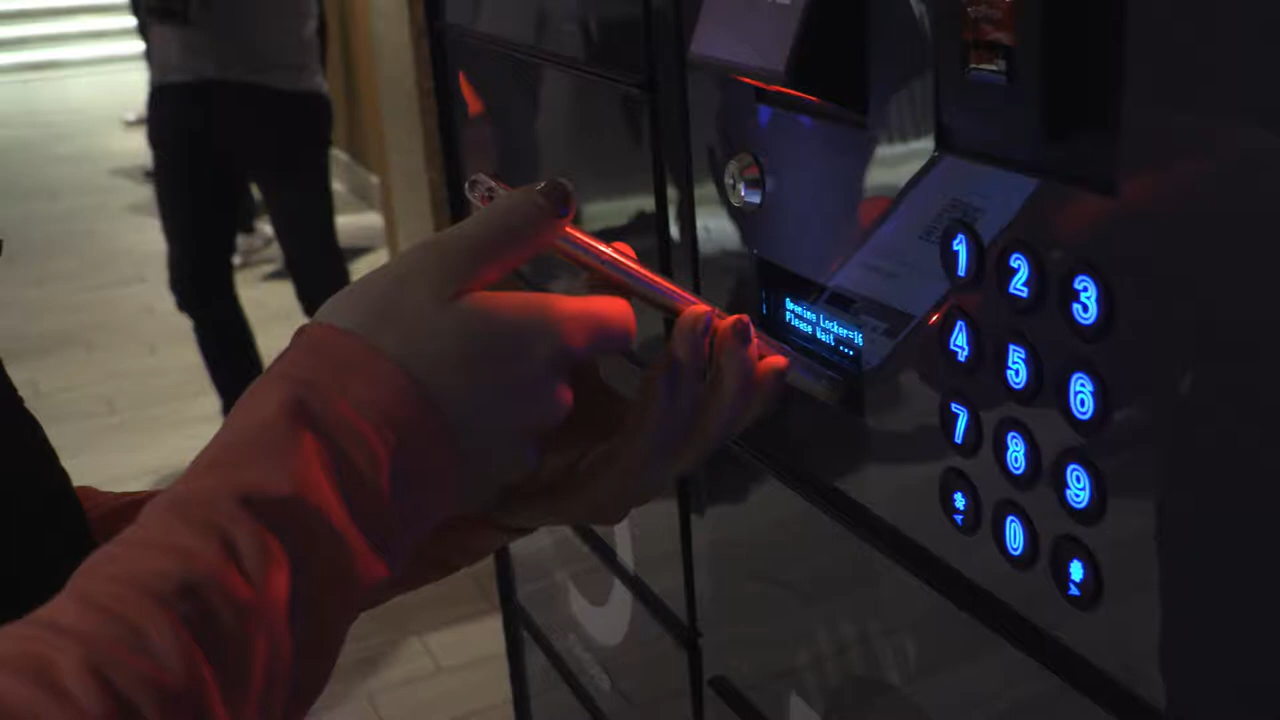 Opening Locker=16
Please Wait ...
1 2 3
4 5 6
7 8 9
* 0 #